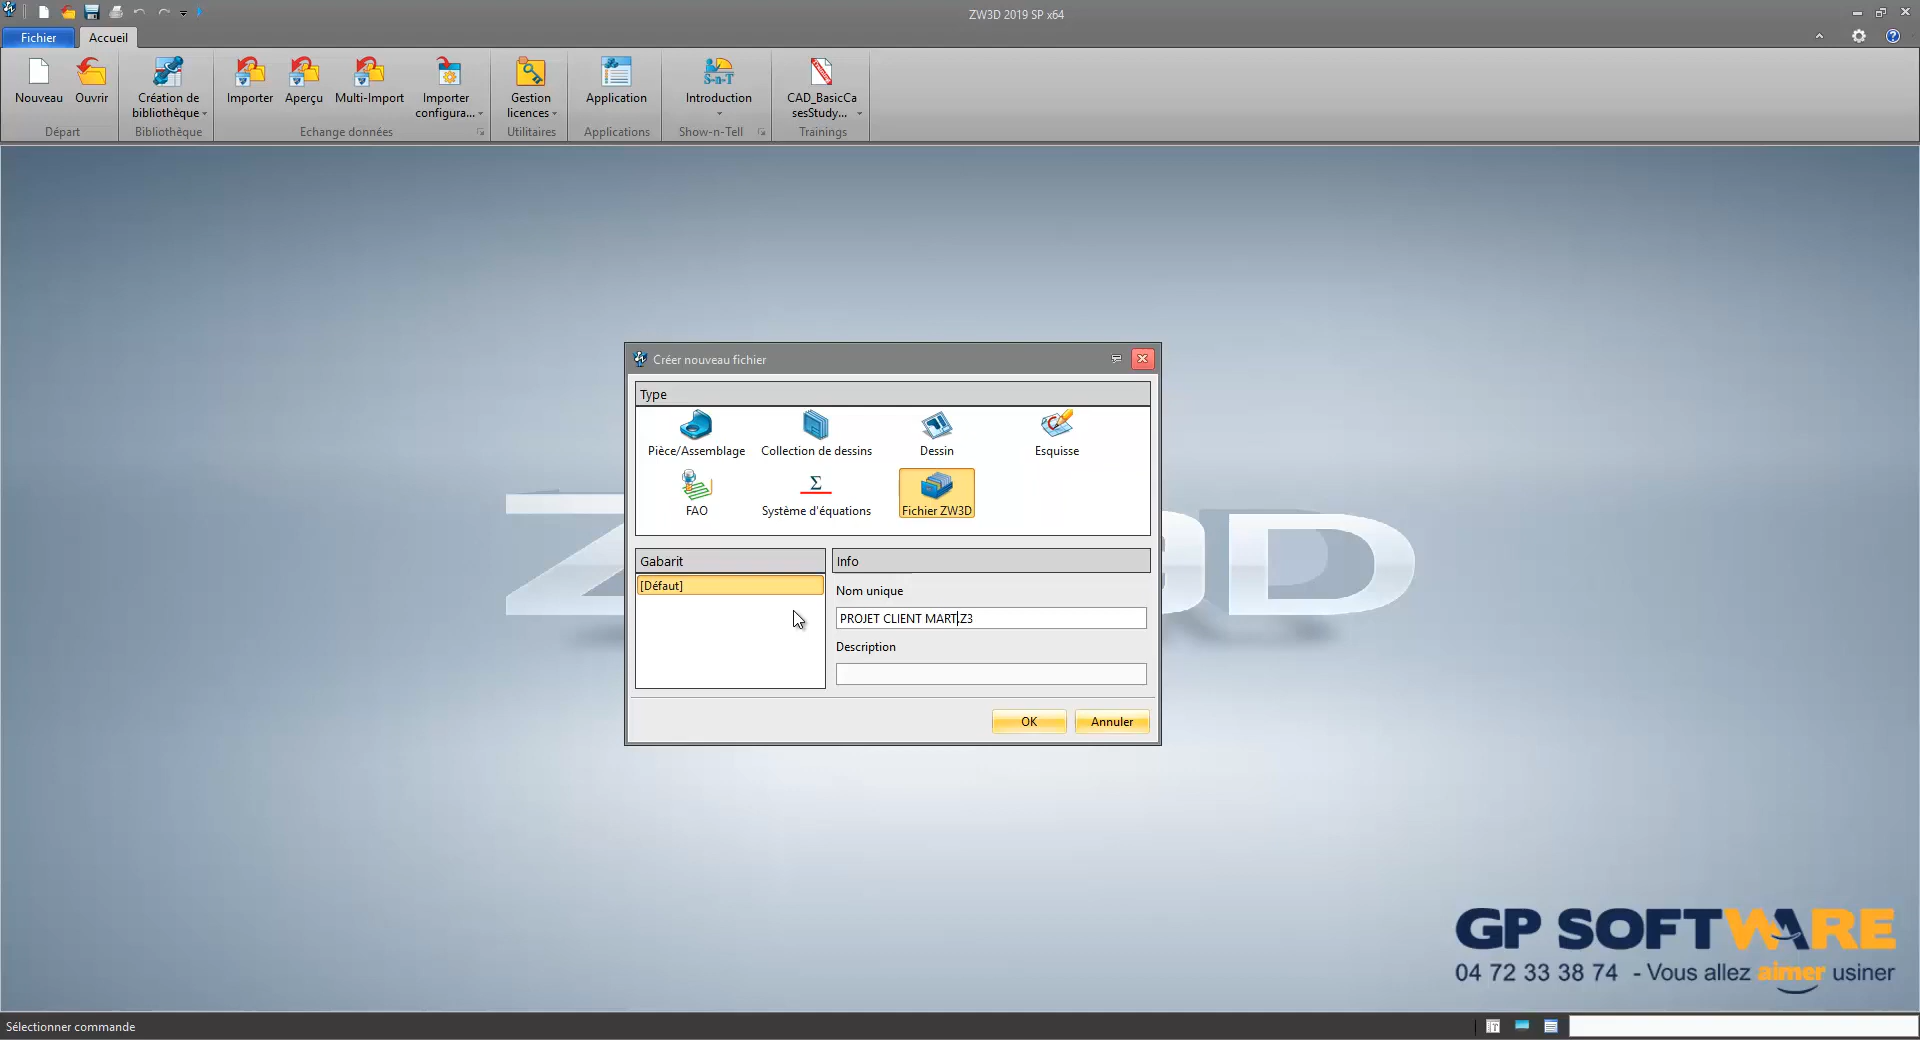 ZW3D 2019 SP x64
Fichier Accueil
Nouveau Ouvrir Création de bibliothèque Importer Aperçu Multi-Import Importer configura... Gestion licences Application Introduction CAD_BasicCa sesStudy...
Départ Bibliothèque Echange données Utilitaires Applications Show-n-Tell Trainings
Créer nouveau fichier
Type
Pièce/Assemblage Collection de dessins Dessin Esquisse
FAO Système d'équations Fichier ZW3D
Gabarit Info
[Défaut]
Nom unique
PROJET CLIENT MART.Z3
Description
OK Annuler
GP SOFTWARE
04 72 33 38 74 - Vous allez aimer usiner
Sélectionner commande